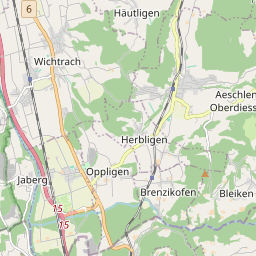 Häutligen
6
Wichtrach
Aeschlen
Oberdiess
Herbligen
Oppligen
Jaberg
Brenzikofen
Bleiken
15
15